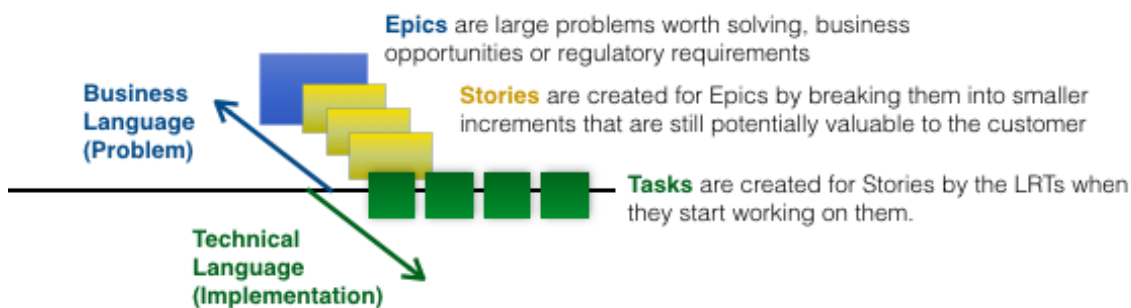 Epics are large problems worth solving, business
opportunities or regulatory requirements
Business
Language
(Problem)
Stories are created for Epics by breaking them into smaller
increments that are still potentially valuable to the customer
Tasks are created for Stories by the LRTs when
they start working on them.
Technical
Language
(Implementation)